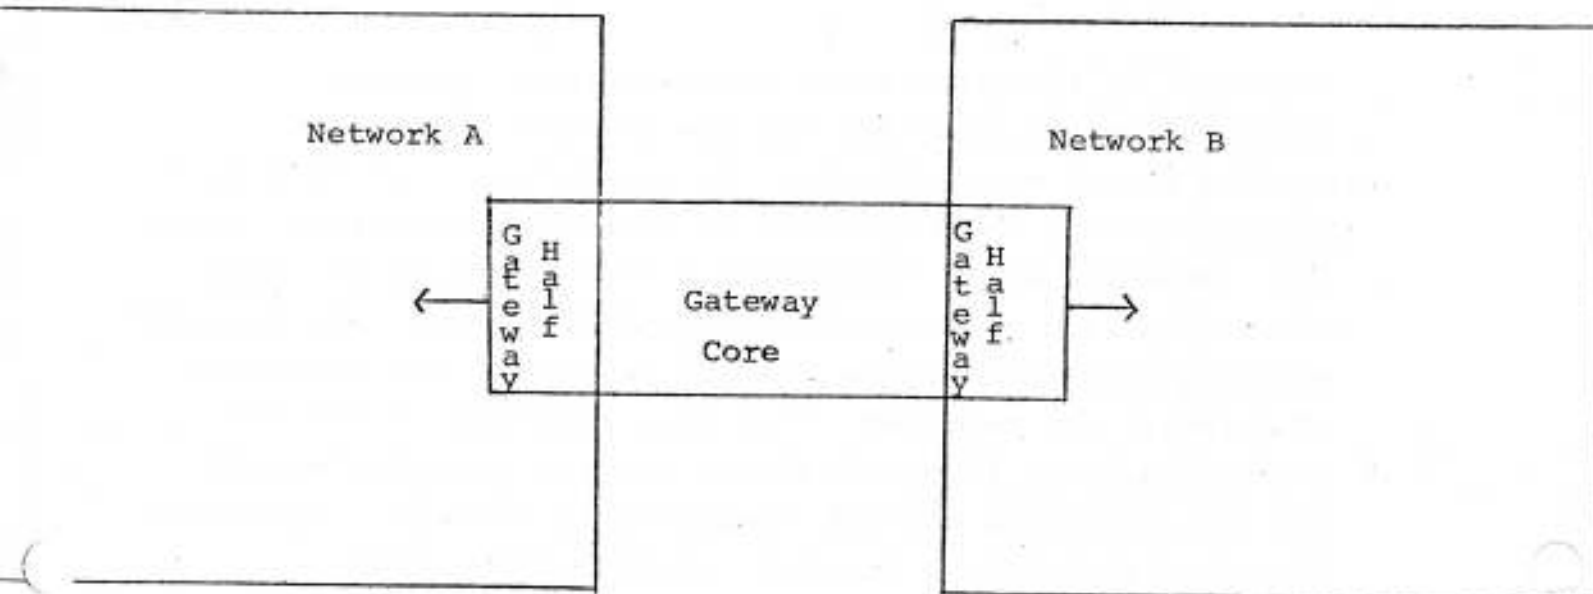 Network A
Network B
Gateway
Half
Gateway
Core
Gateway
Half